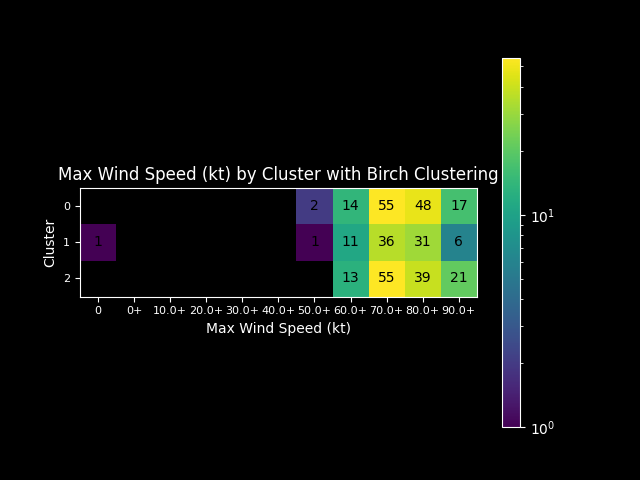 Max Wind Speed (kt) by Cluster with Birch Clustering
Cluster
0 2 14 55 48 17
1 1 1 11 36 31 6
2 13 55 39 21
0 0+ 10.0+ 20.0+ 30.0+ 40.0+ 50.0+ 60.0+ 70.0+ 80.0+ 90.0+
Max Wind Speed (kt)
10¹
10⁰